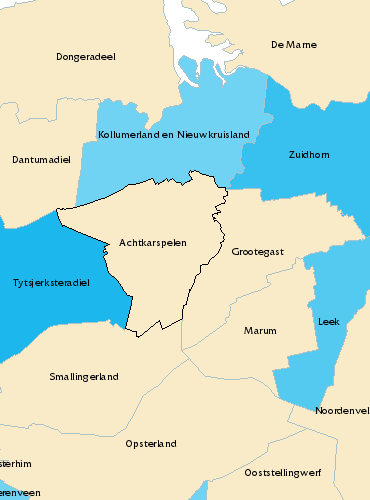 De Marne
Dongeradeel
Kollumerland en Nieuwkruisland
Zuidhorn
Dantumadiel
Achtkarspelen
Grootegast
Tytsjerksteradiel
Leek
Marum
Smallingerland
Noordenvel
Opsterland
sterhim
Ooststellingwerf
erenveen